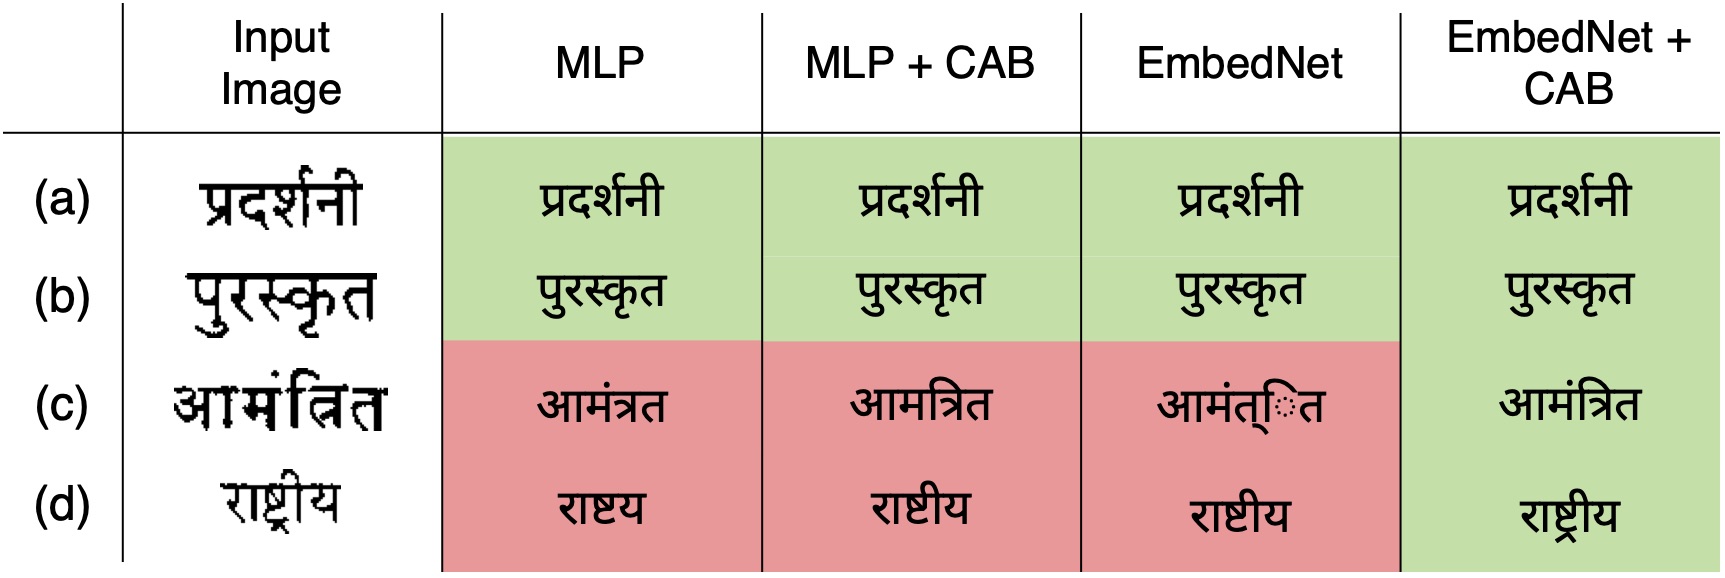 Input Image MLP MLP + CAB EmbedNet EmbedNet + CAB
(a) प्रदर्शनी प्रदर्शनी प्रदर्शनी प्रदर्शनी प्रदर्शनी
(b) पुरस्कृत पुरस्कृत पुरस्कृत पुरस्कृत पुरस्कृत
(c) आमंत्रित आमंत्रत आमत्रित आमंत्‌ित आमंत्रित
(d) राष्ट्रीय राष्टय राष्टीय राष्टीय राष्ट्रीय